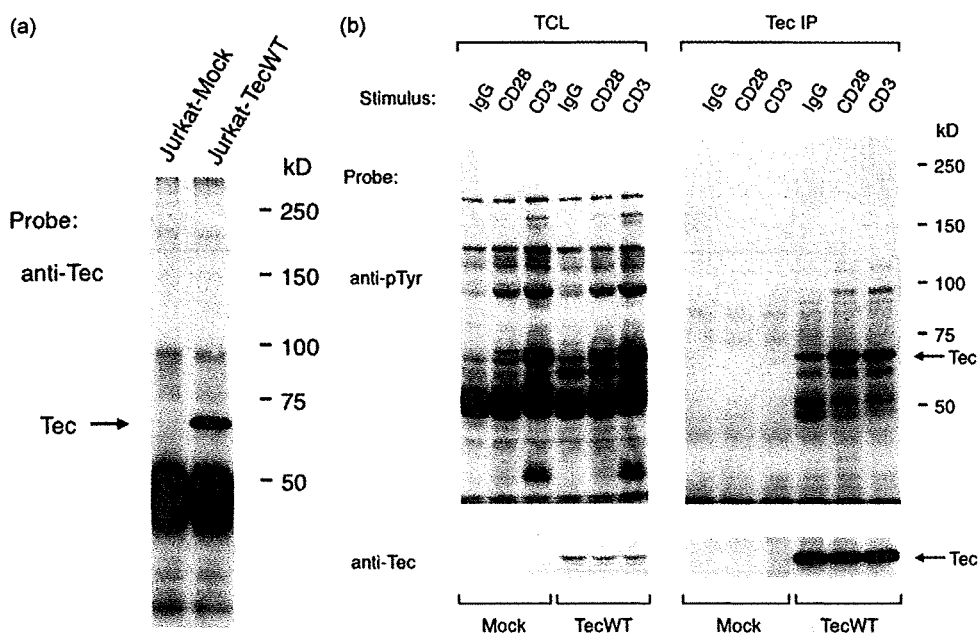 (a)
Jurkat-Mock
Jurkat-TecWT
kD
Probe:
anti-Tec
250
150
100
75
50
Tec
(b)
TCL
Tec IP
Stimulus:
IgG
CD28
CD3
IgG
CD28
CD3
IgG
CD28
CD3
IgG
CD28
CD3
kD
Probe:
anti-pTyr
250
150
100
75
Tec
50
anti-Tec
Tec
Mock
TecWT
Mock
TecWT